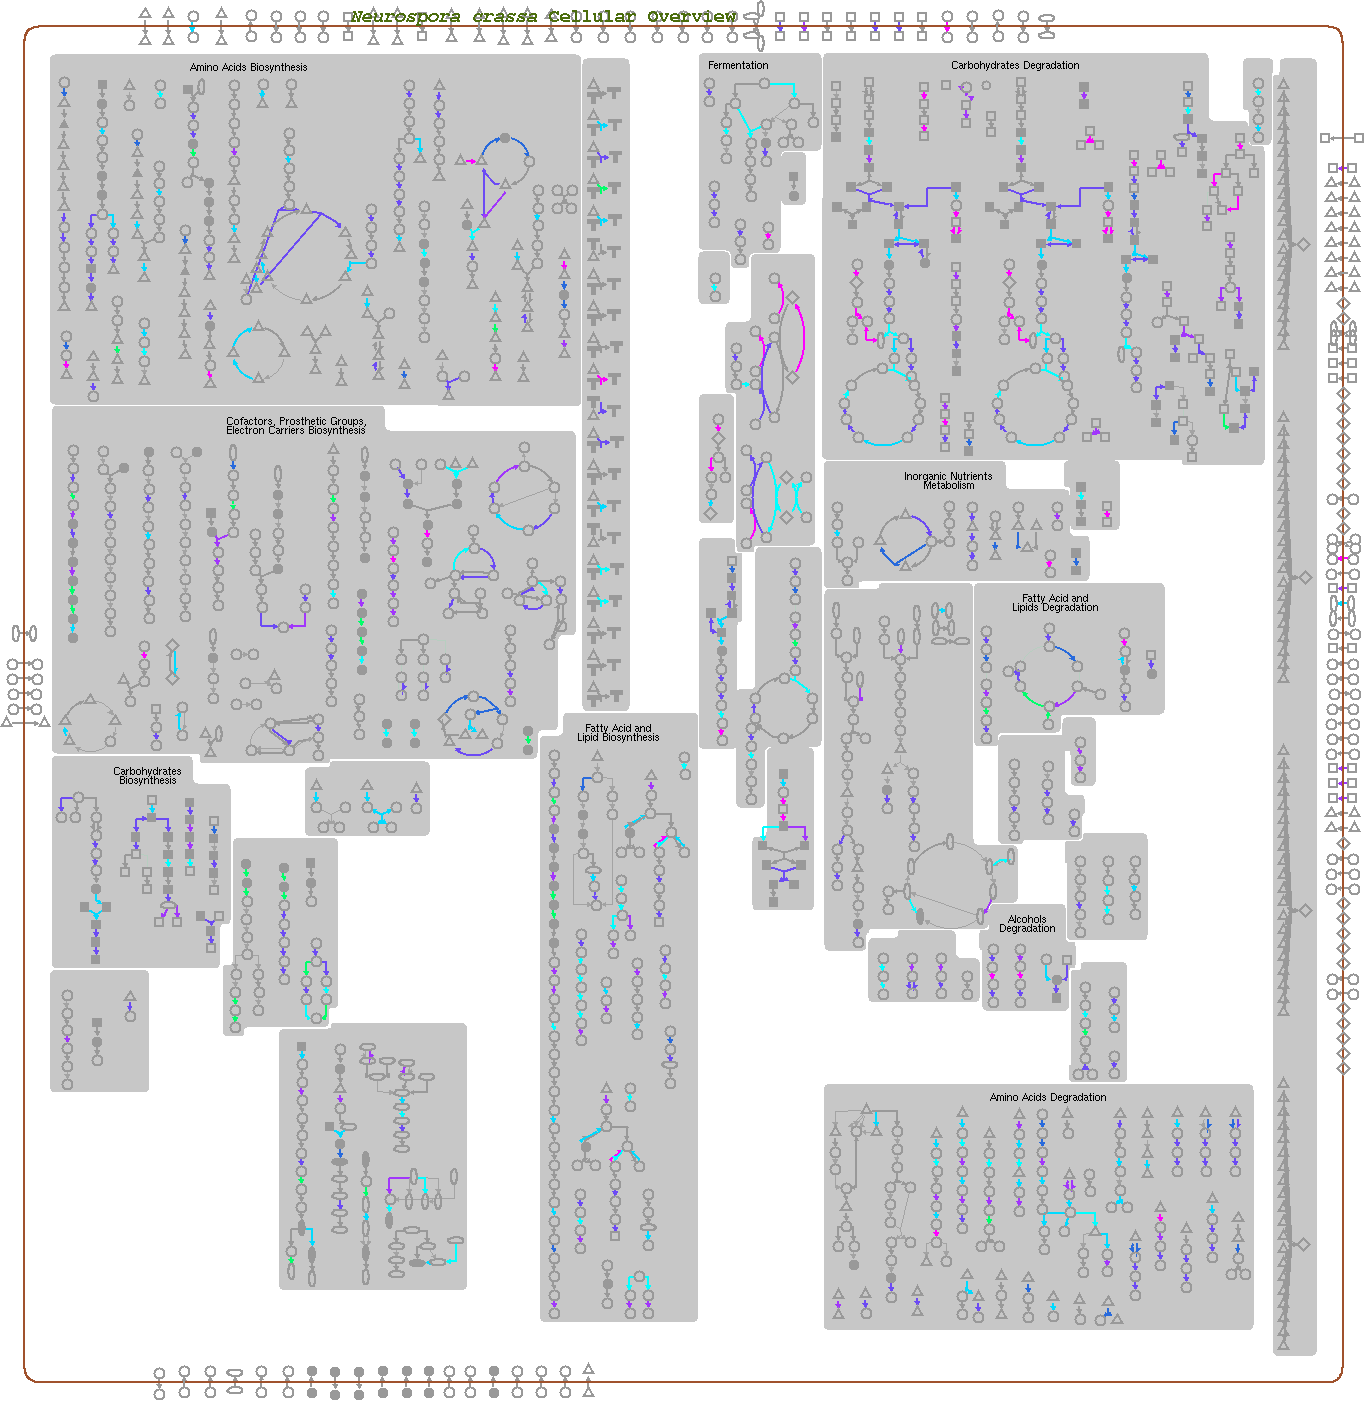 Neurospora crassa Cellular Overview
Amino Acids Biosynthesis
Fermentation
Carbohydrates Degradation
Cofactors, Prosthetic Groups,
Electron Carriers Biosynthesis
Inorganic Nutrients
Metabolism
Fatty Acid and
Lipids Degradation
Fatty Acid and
Lipid Biosynthesis
Carbohydrates
Biosynthesis
Alcohols
Degradation
Amino Acids Degradation